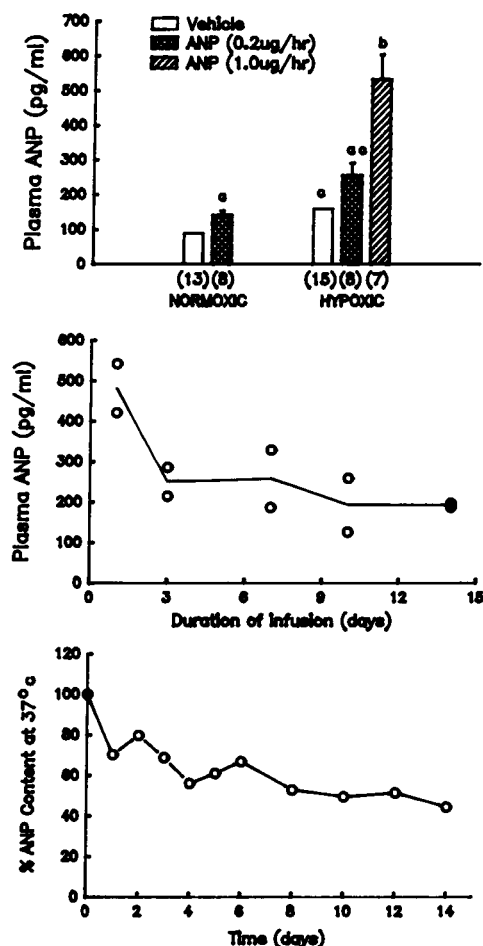 700
600
500
400
300
200
100
0
Plasma ANP (pg/ml)
Vehicle
ANP (0.2ug/hr)
ANP (1.0ug/hr)
a
a
a c
b
(13) (8) (15) (8) (7)
NORMOXIC HYPOXIC
600
500
400
300
200
100
0
Plasma ANP (pg/ml)
0 3 6 9 12 15
Duration of infusion (days)
120
100
80
60
40
20
0
% ANP Content at 37°c
0 2 4 6 8 10 12 14
Time (days)